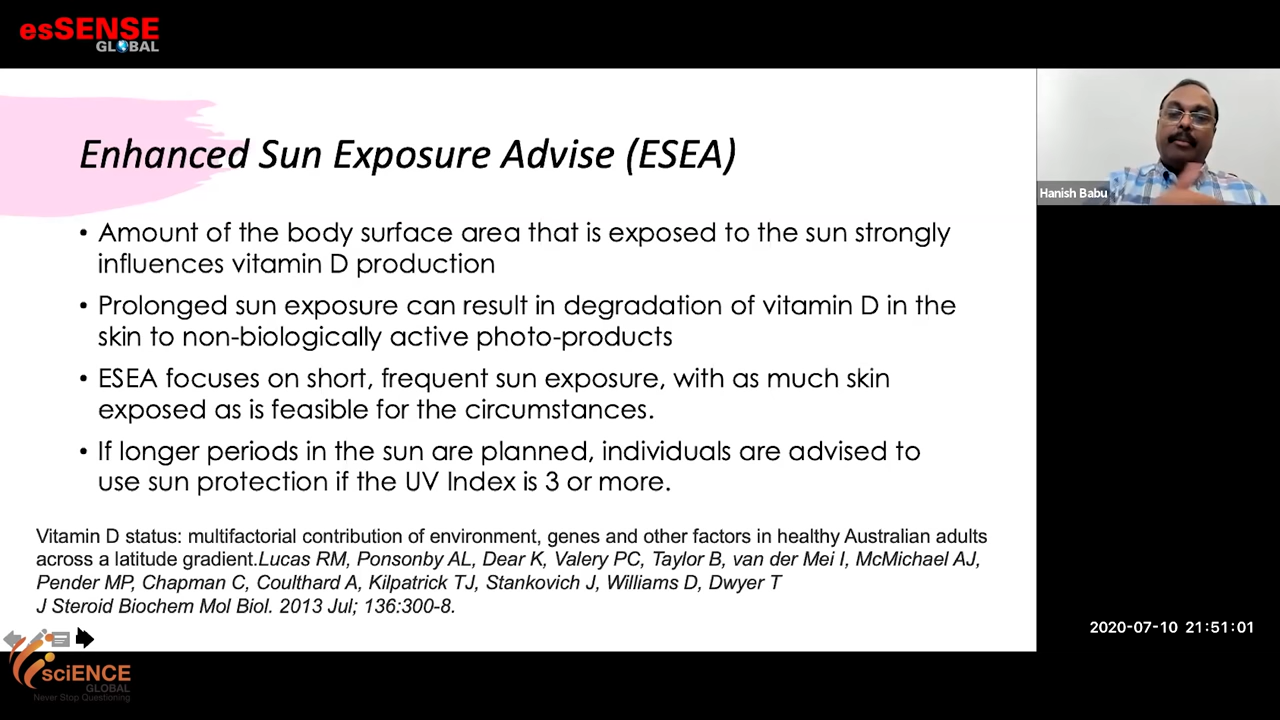 esSENSE
GLOBAL
Enhanced Sun Exposure Advise (ESEA)
Hanish Babu
• Amount of the body surface area that is exposed to the sun strongly
influences vitamin D production
• Prolonged sun exposure can result in degradation of vitamin D in the
skin to non-biologically active photo-products
• ESEA focuses on short, frequent sun exposure, with as much skin
exposed as is feasible for the circumstances.
• If longer periods in the sun are planned, individuals are advised to
use sun protection if the UV Index is 3 or more.
Vitamin D status: multifactorial contribution of environment, genes and other factors in healthy Australian adults
across a latitude gradient.Lucas RM, Ponsonby AL, Dear K, Valery PC, Taylor B, van der Mei I, McMichael AJ,
Pender MP, Chapman C, Coulthard A, Kilpatrick TJ, Stankovich J, Williams D, Dwyer T
J Steroid Biochem Mol Biol. 2013 Jul; 136:300-8.
2020-07-10 21:51:01
sciENCE
GLOBAL
Never Stop Questioning